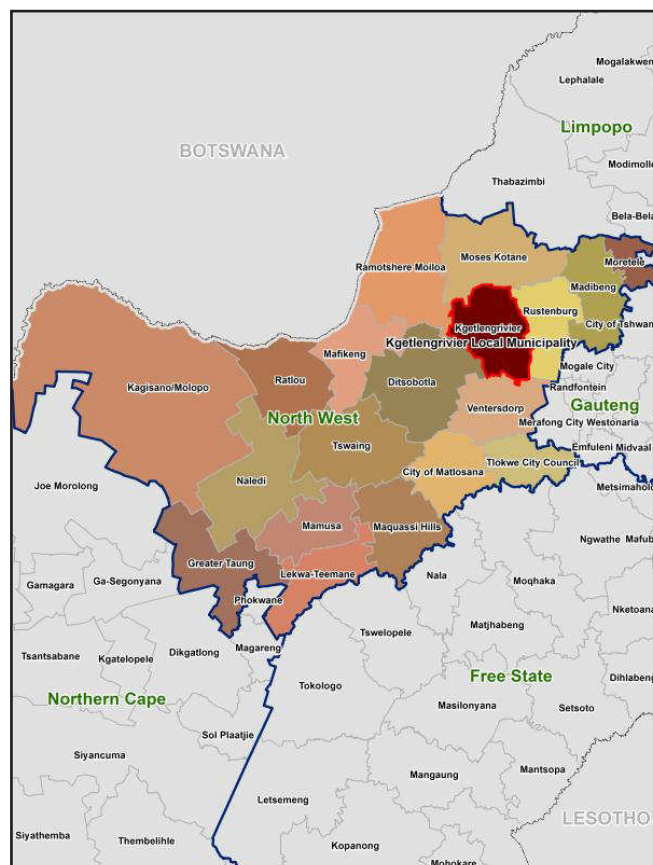 Mogalakwen
Lephalale
Limpopo
BOTSWANA
Modimolle
Thabazimbi
Bela-Bela
Moses Kotane
Moretele
Ramotshere Moiloa
Madibeng
Rustenburg
Kgetlengrivier
City of Tshwan
Kgetlengrivier Local Municipality
Mafikeng
Mogale City
Ratlou
Ditsobotla
Kagisano/Molopo
Randfontein
Gauteng
Ventersdorp
North West
Merafong City Westonaria
Tswaing
Emfuleni Midvaal
City of Matlosana
Tlokwe City Council
Naledi
Joe Morolong
Metsimaholo
Mamusa
Maquassi Hills
Ngwathe
Mafub
Greater Taung
Lekwa-Teemane
Nala
Gamagara
Ga-Segonyana
Moqhaka
Phokwane
Nketoana
Tswelopele
Matjhabeng
Magareng
Dikgatlong
Tsantsabane
Kgatelopele
Free State
Dihlabeng
Tokologo
Northern Cape
Masilonyana
Setsoto
Sol Plaatjie
Siyancuma
Mantsopa
Mangaung
Letsemeng
LESOTHO
Siyathemba
Thembelihle
Kopanong
Mohokare